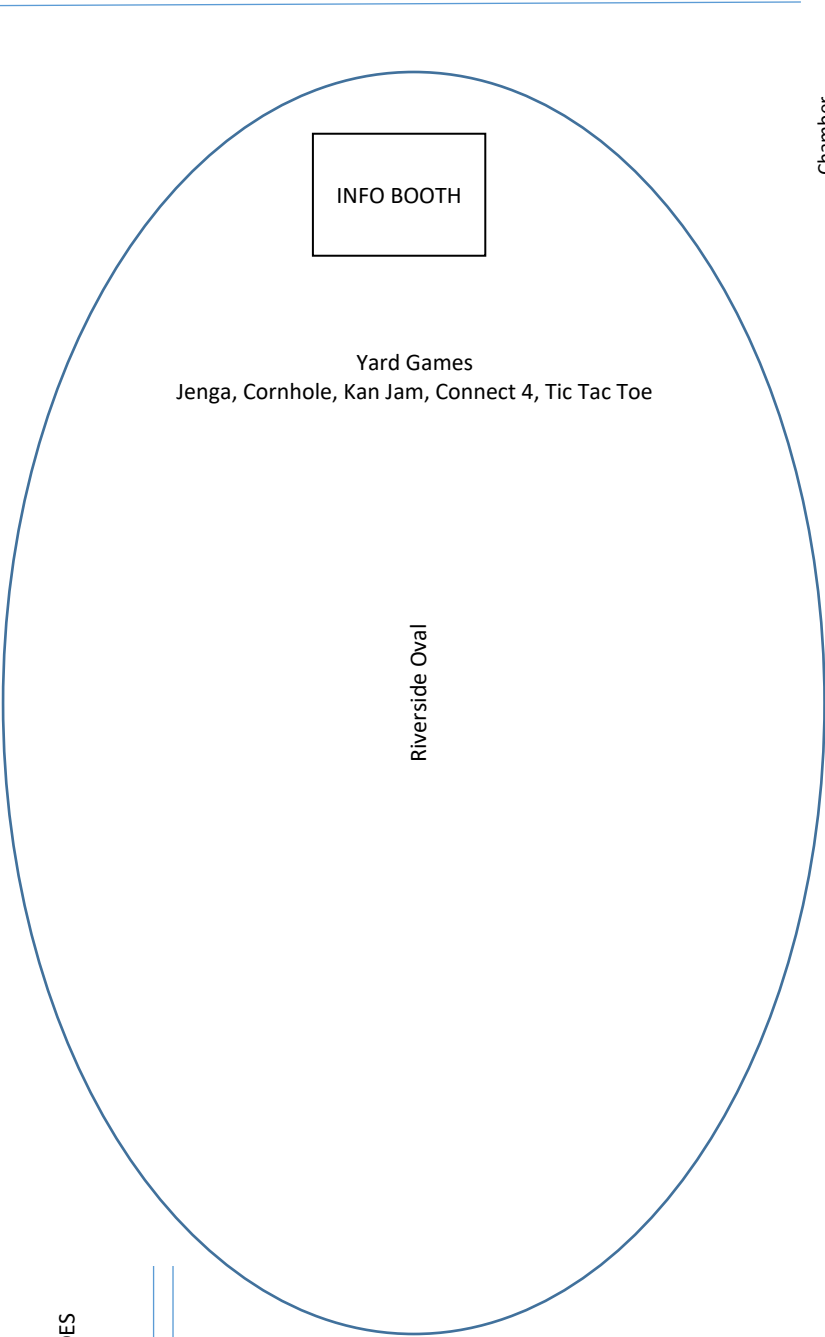 INFO BOOTH
Yard Games
Jenga, Cornhole, Kan Jam, Connect 4, Tic Tac Toe
Riverside Oval